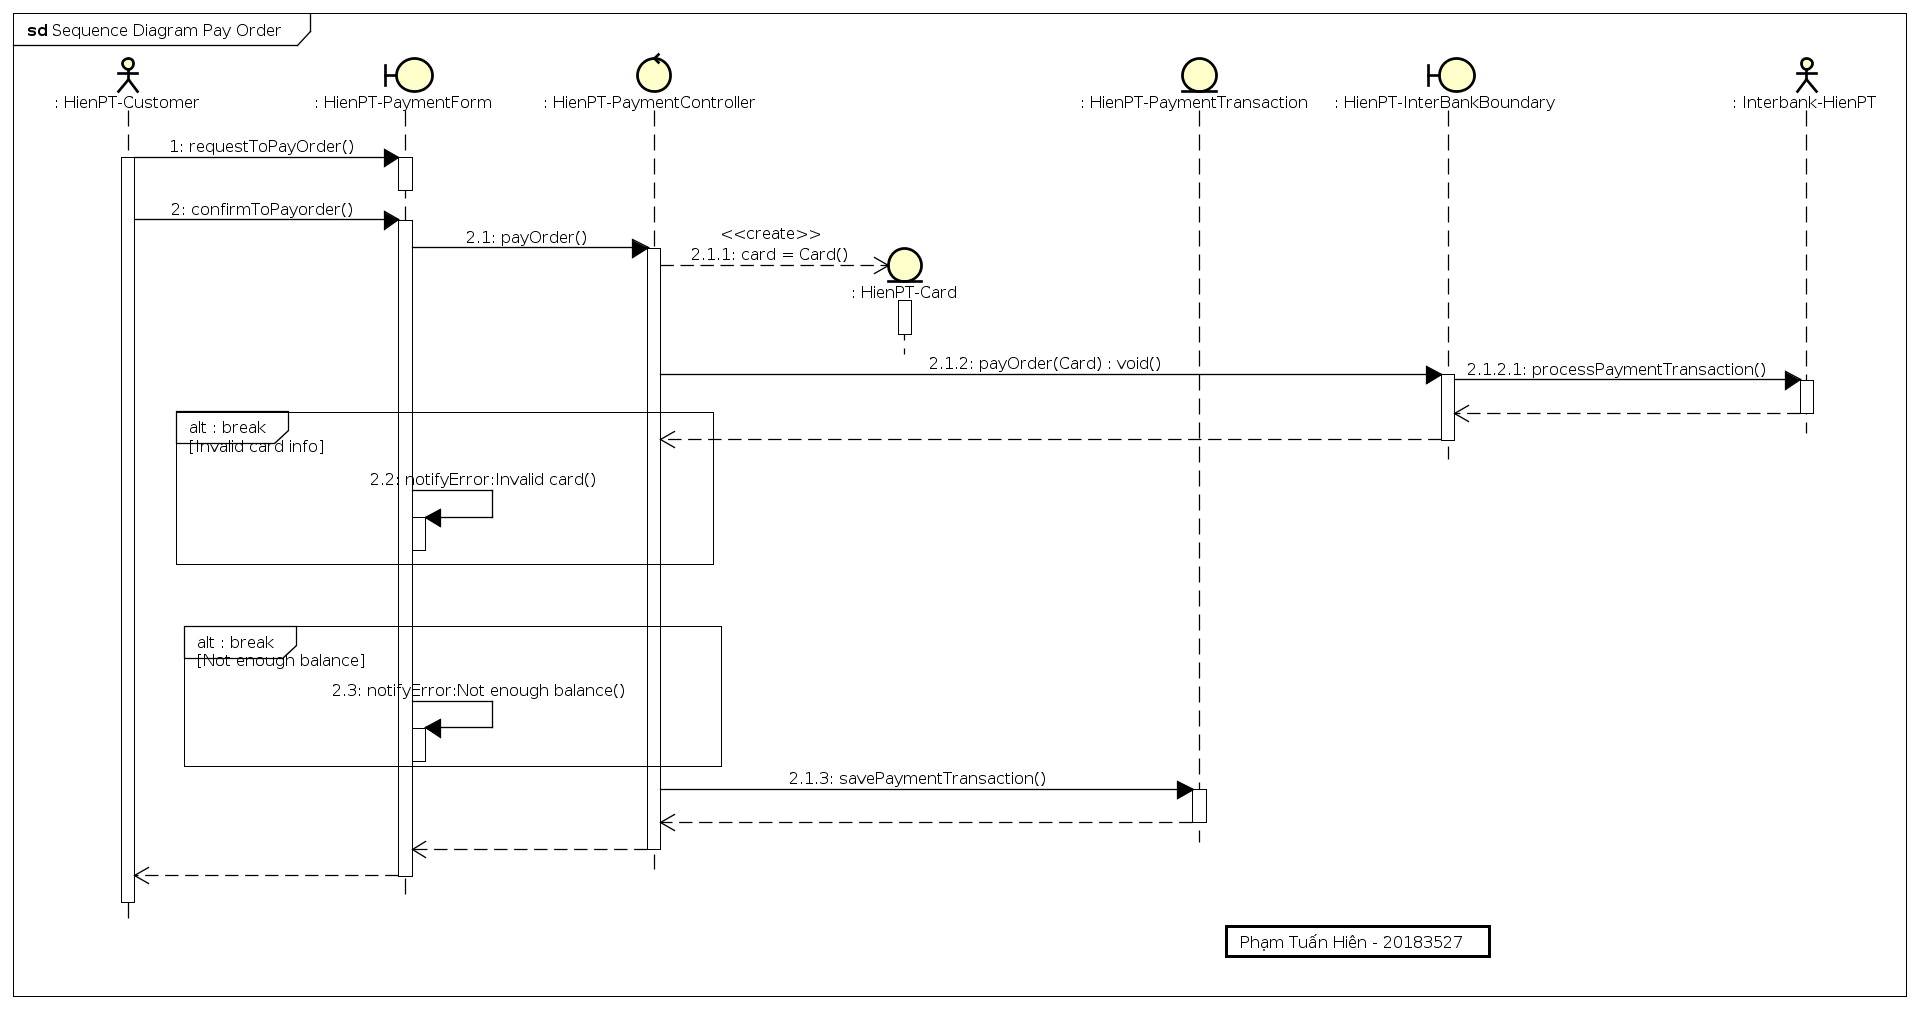 sd Sequence Diagram Pay Order
: HienPT-Customer
: HienPT-PaymentForm
: HienPT-PaymentController
: HienPT-PaymentTransaction
: HienPT-InterBankBoundary
: Interbank-HienPT
1: requestToPayOrder()
2: confirmToPayorder()
2.1: payOrder()
<<create>>
2.1.1: card = Card()
: HienPT-Card
2.1.2: payOrder(Card) : void()
2.1.2.1: processPaymentTransaction()
alt : break
[Invalid card info]
2.2: notifyError:Invalid card()
alt : break
[Not enough balance]
2.3: notifyError:Not enough balance()
2.1.3: savePaymentTransaction()
Phạm Tuấn Hiên - 20183527